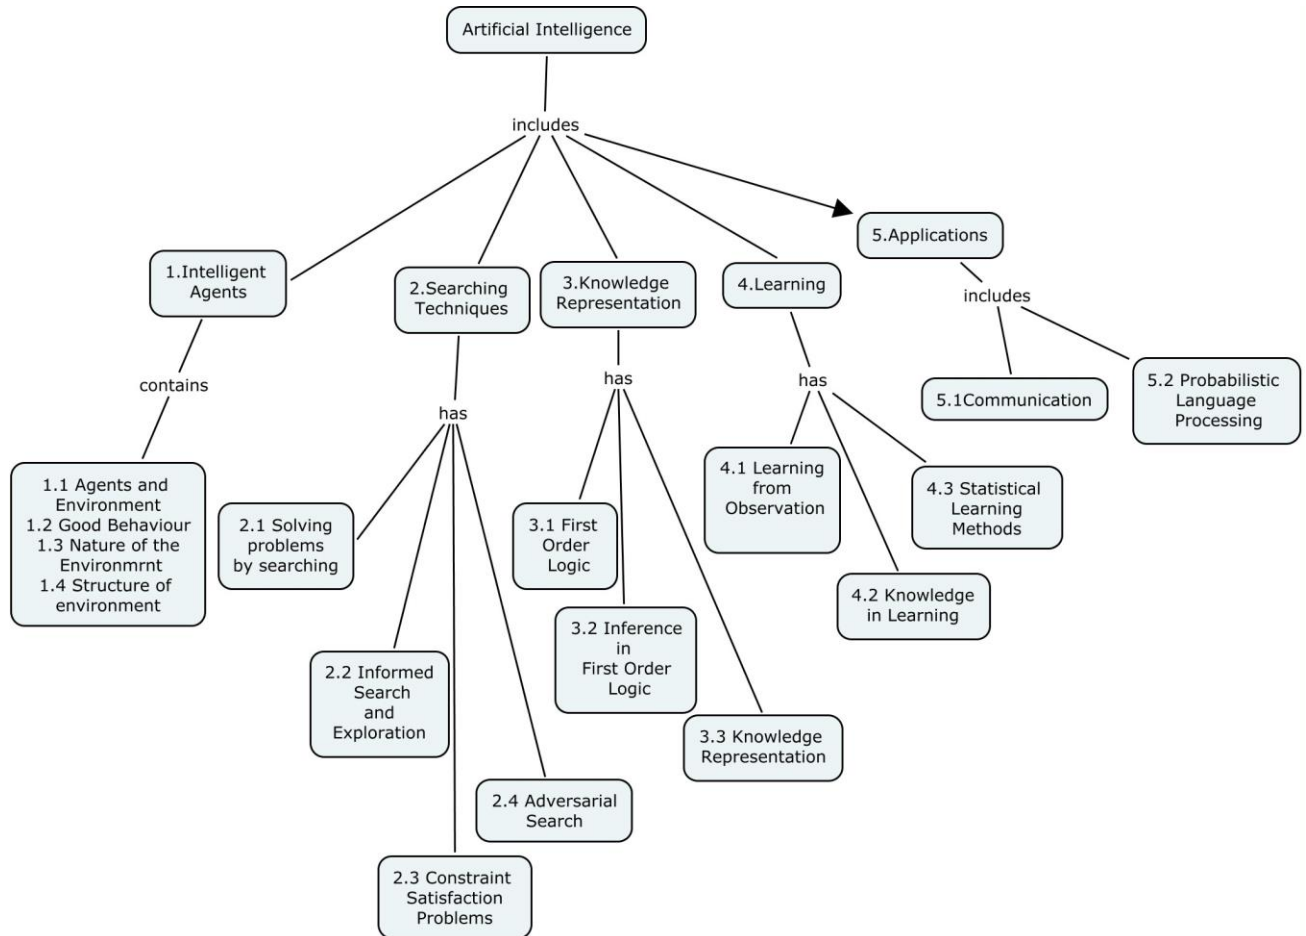 Artificial Intelligence
includes
5.Applications
1.Intelligent
Agents
2.Searching
Techniques
3.Knowledge
Representation
4.Learning
includes
contains
has
has
has
5.1Communication
5.2 Probabilistic
Language
Processing
1.1 Agents and
Environment
1.2 Good Behaviour
1.3 Nature of the
Environmrnt
1.4 Structure of
environment
2.1 Solving
problems
by searching
2.2 Informed
Search
and
Exploration
2.3 Constraint
Satisfaction
Problems
2.4 Adversarial
Search
3.1 First
Order
Logic
3.2 Inference
in
First Order
Logic
3.3 Knowledge
Representation
4.1 Learning
from
Observation
4.2 Knowledge
in Learning
4.3 Statistical
Learning
Methods